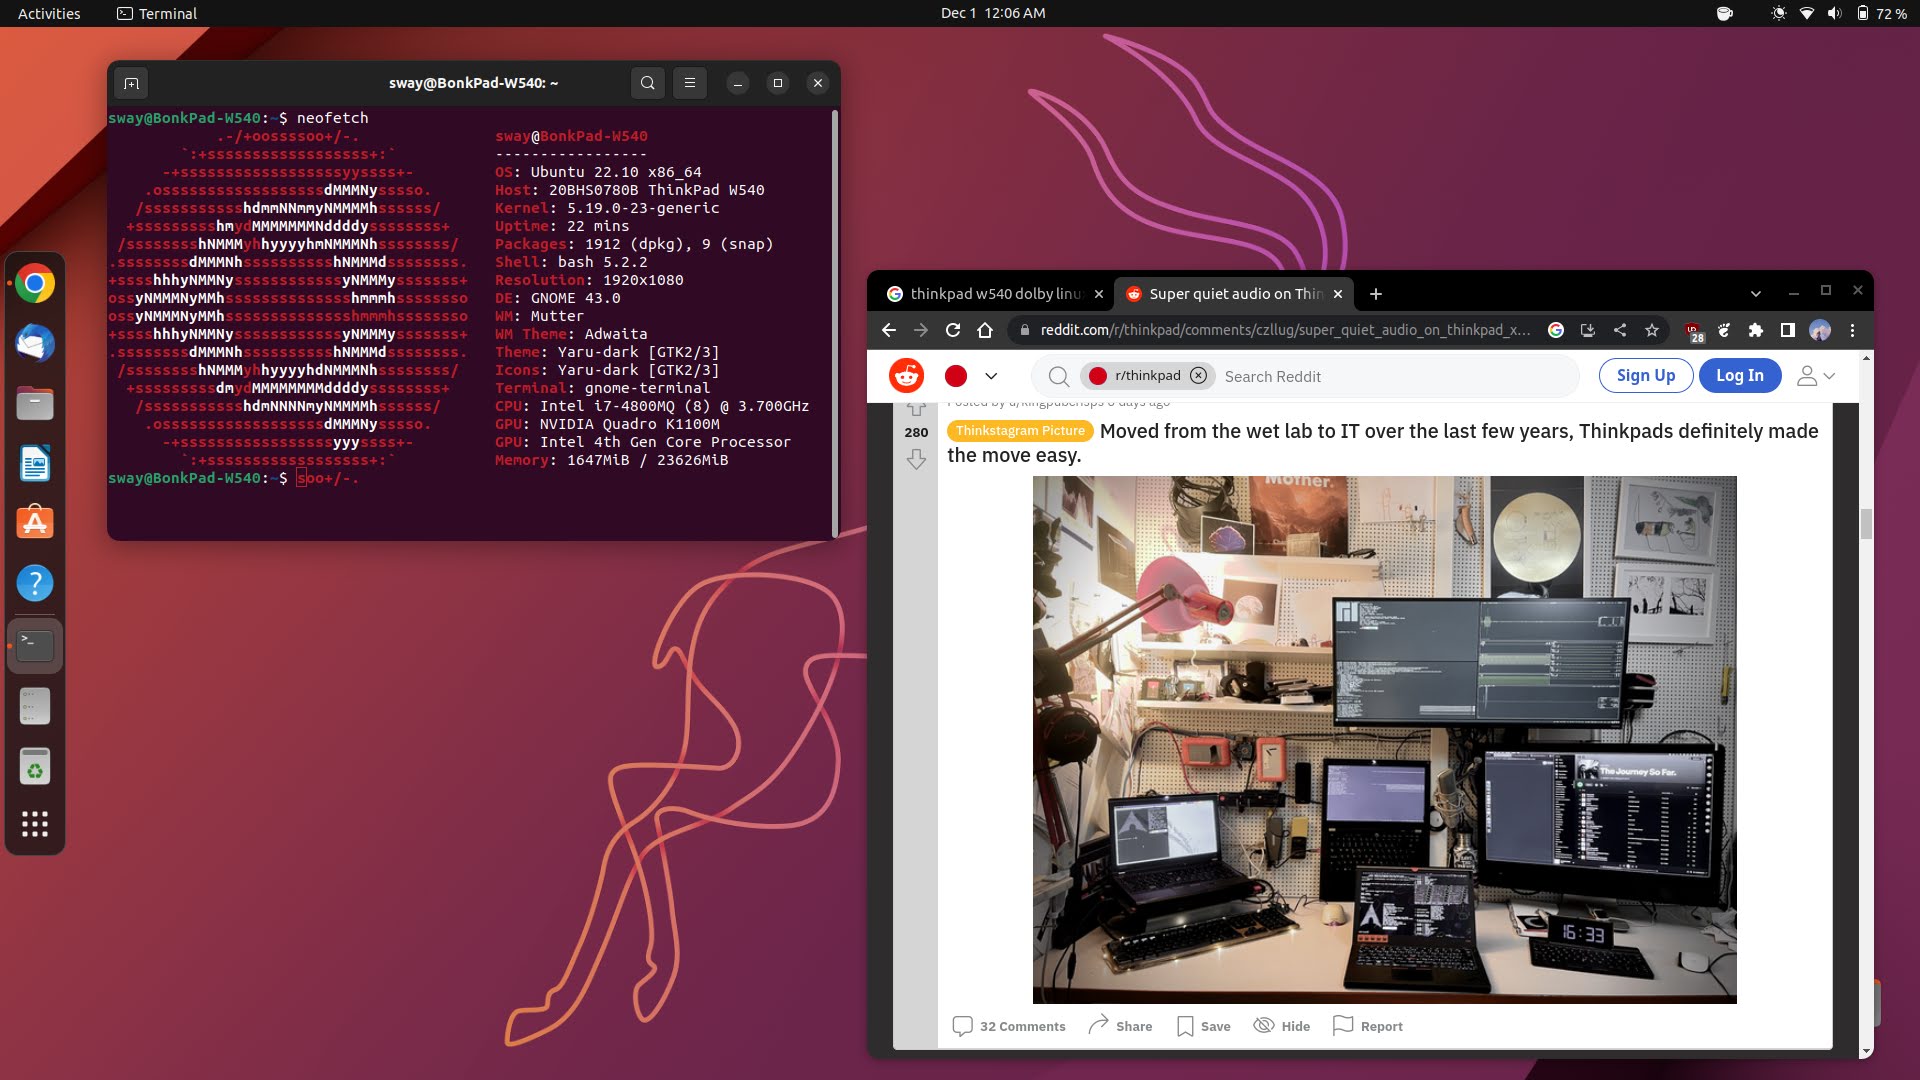 Activities
Terminal
Dec 1 12:06 AM
72 %
sway@BonkPad-W540: ~
sway@BonkPad-W540:~$ neofetch
.-/+oossssoo+/-.
`:+ssssssssssssssssss+:`
-+ssssssssssssssssssyyssss+-
.ossssssssssssssssssdMMMNysssso.
/ssssssssssshdmmNNmmyNMMMMhssssss/
+ssssssssshmydMMMMMMMNddddyssssssss+
/sssssssshNMMMyhhyyyyhmNMMMNhssssssss/
.ssssssssdMMMNhsssssssssshNMMMdssssssss.
+sssshhhyNMMNyssssssssssssyNMMMysssssss+
ossyNMMMNyMMhsssssssssssssshmmmhssssssso
ossyNMMMNyMMhsssssssssssssshmmmhssssssso
+sssshhhyNMMNyssssssssssssyNMMMysssssss+
.ssssssssdMMMNhsssssssssshNMMMdssssssss.
/sssssssshNMMMyhhyyyyhdNMMMNhssssssss/
+sssssssssdmydMMMMMMMMddddyssssssss+
/ssssssssssshdmNNNNmyNMMMMhssssss/
.ossssssssssssssssssdMMMNysssso.
-+sssssssssssssssssyyyssss+-
`:+ssssssssssssssssss+:`
sway@BonkPad-W540
-----------------
OS: Ubuntu 22.10 x86_64
Host: 20BHS0780B ThinkPad W540
Kernel: 5.19.0-23-generic
Uptime: 22 mins
Packages: 1912 (dpkg), 9 (snap)
Shell: bash 5.2.2
Resolution: 1920x1080
DE: GNOME 43.0
WM: Mutter
WM Theme: Adwaita
Theme: Yaru-dark [GTK2/3]
Icons: Yaru-dark [GTK2/3]
Terminal: gnome-terminal
CPU: Intel i7-4800MQ (8) @ 3.700GHz
GPU: NVIDIA Quadro K1100M
GPU: Intel 4th Gen Core Processor
Memory: 1647MiB / 23626MiB
sway@BonkPad-W540:~$ soo+/-.
thinkpad w540 dolby linu
Super quiet audio on Thin
reddit.com/r/thinkpad/comments/czllug/super_quiet_audio_on_thinkpad_x...
28
r/thinkpad
Search Reddit
Sign Up
Log In
280
Thinkstagram Picture
Moved from the wet lab to IT over the last few years, Thinkpads definitely made
the move easy.
Mother.
The Journey So Far.
16:33
32 Comments
Share
Save
Hide
Report